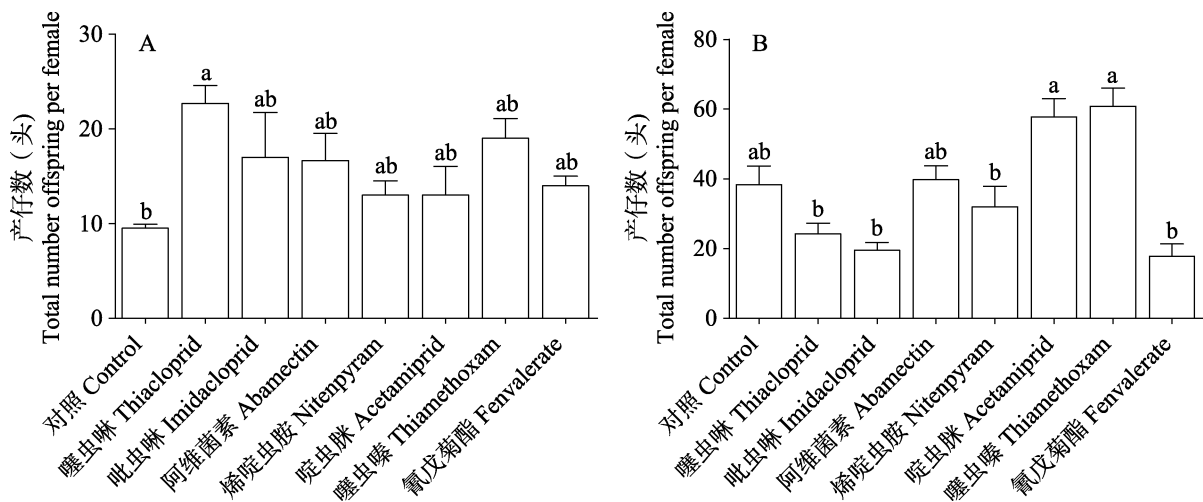 A
产仔数（头）
Total number offspring per female
30
20
10
0
b
a
ab
ab
ab
ab
ab
ab
对照 Control
噻虫啉 Thiacloprid
吡虫啉 Imidacloprid
阿维菌素 Abamectin
烯啶虫胺 Nitenpyram
啶虫脒 Acetamiprid
噻虫嗪 Thiamethoxam
氰戊菊酯 Fenvalerate
B
产仔数（头）
Total number offspring per female
80
60
40
20
0
ab
b
b
ab
b
a
a
b
对照 Control
噻虫啉 Thiacloprid
吡虫啉 Imidacloprid
阿维菌素 Abamectin
烯啶虫胺 Nitenpyram
啶虫脒 Acetamiprid
噻虫嗪 Thiamethoxam
氰戊菊酯 Fenvalerate